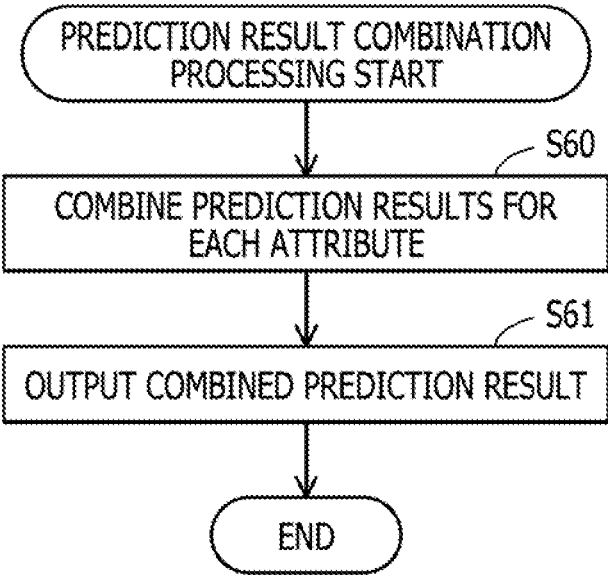 PREDICTION RESULT COMBINATION
PROCESSING START
S60
COMBINE PREDICTION RESULTS FOR
EACH ATTRIBUTE
S61
OUTPUT COMBINED PREDICTION RESULT
END